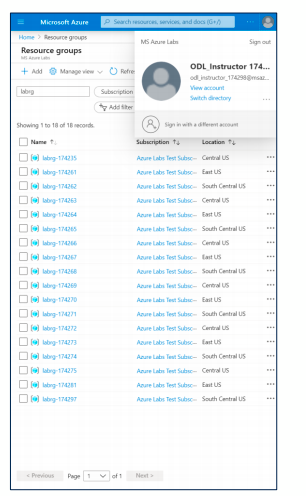 Microsoft Azure
Search resources, services, and docs (G+/)
Home > Resource groups
Resource groups
MS Azure Labs
+ Add
Manage view
Refre
MS Azure Labs
Sign out
ODL_Instructor 174...
odl_instructor_174298@msaz...
View account
Switch directory
...
Sign in with a different account
labrg
Subscription
Add filter
Showing 1 to 18 of 18 records.
Name ↑↓ Subscription ↑↓ Location ↑↓
labrg-174235 Azure Labs Test Subsc... Central US ...
labrg-174261 Azure Labs Test Subsc... East US ...
labrg-174262 Azure Labs Test Subsc... South Central US ...
labrg-174263 Azure Labs Test Subsc... Central US ...
labrg-174264 Azure Labs Test Subsc... East US ...
labrg-174265 Azure Labs Test Subsc... South Central US ...
labrg-174266 Azure Labs Test Subsc... Central US ...
labrg-174267 Azure Labs Test Subsc... East US ...
labrg-174268 Azure Labs Test Subsc... South Central US ...
labrg-174269 Azure Labs Test Subsc... Central US ...
labrg-174270 Azure Labs Test Subsc... East US ...
labrg-174271 Azure Labs Test Subsc... South Central US ...
labrg-174272 Azure Labs Test Subsc... Central US ...
labrg-174273 Azure Labs Test Subsc... East US ...
labrg-174274 Azure Labs Test Subsc... South Central US ...
labrg-174275 Azure Labs Test Subsc... Central US ...
labrg-174281 Azure Labs Test Subsc... East US ...
labrg-174297 Azure Labs Test Subsc... South Central US ...
< Previous Page 1 of 1 Next >